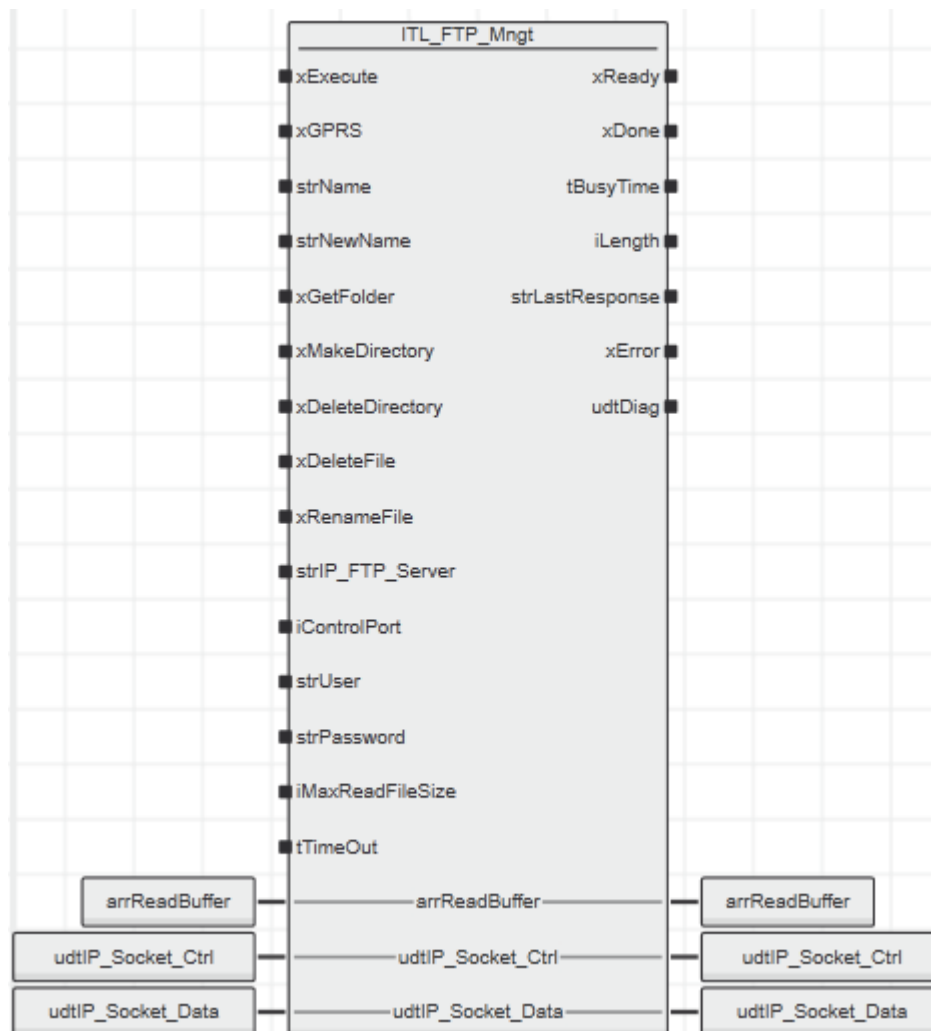 ITL_FTP_Mngt
xExecute xReady
xGPRS xDone
strName tBusyTime
strNewName iLength
xGetFolder strLastResponse
xMakeDirectory xError
xDeleteDirectory udtDiag
xDeleteFile
xRenameFile
strIP_FTP_Server
iControlPort
strUser
strPassword
iMaxReadFileSize
tTimeOut
arrReadBuffer arrReadBuffer arrReadBuffer
udtIP_Socket_Ctrl udtIP_Socket_Ctrl udtIP_Socket_Ctrl
udtIP_Socket_Data udtIP_Socket_Data udtIP_Socket_Data